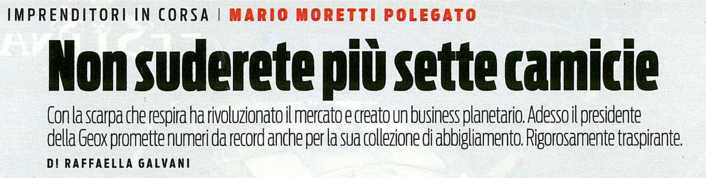 IMPRENDITORI IN CORSA | MARIO MORETTI POLEGATO
Non suderete più sette camicie
Con la scarpa che respira ha rivoluzionato il mercato e creato un business planetario. Adesso il presidente
della Geox promette numeri da record anche per la sua collezione di abbigliamento. Rigorosamente traspirante.
DI RAFFAELLA GALVANI